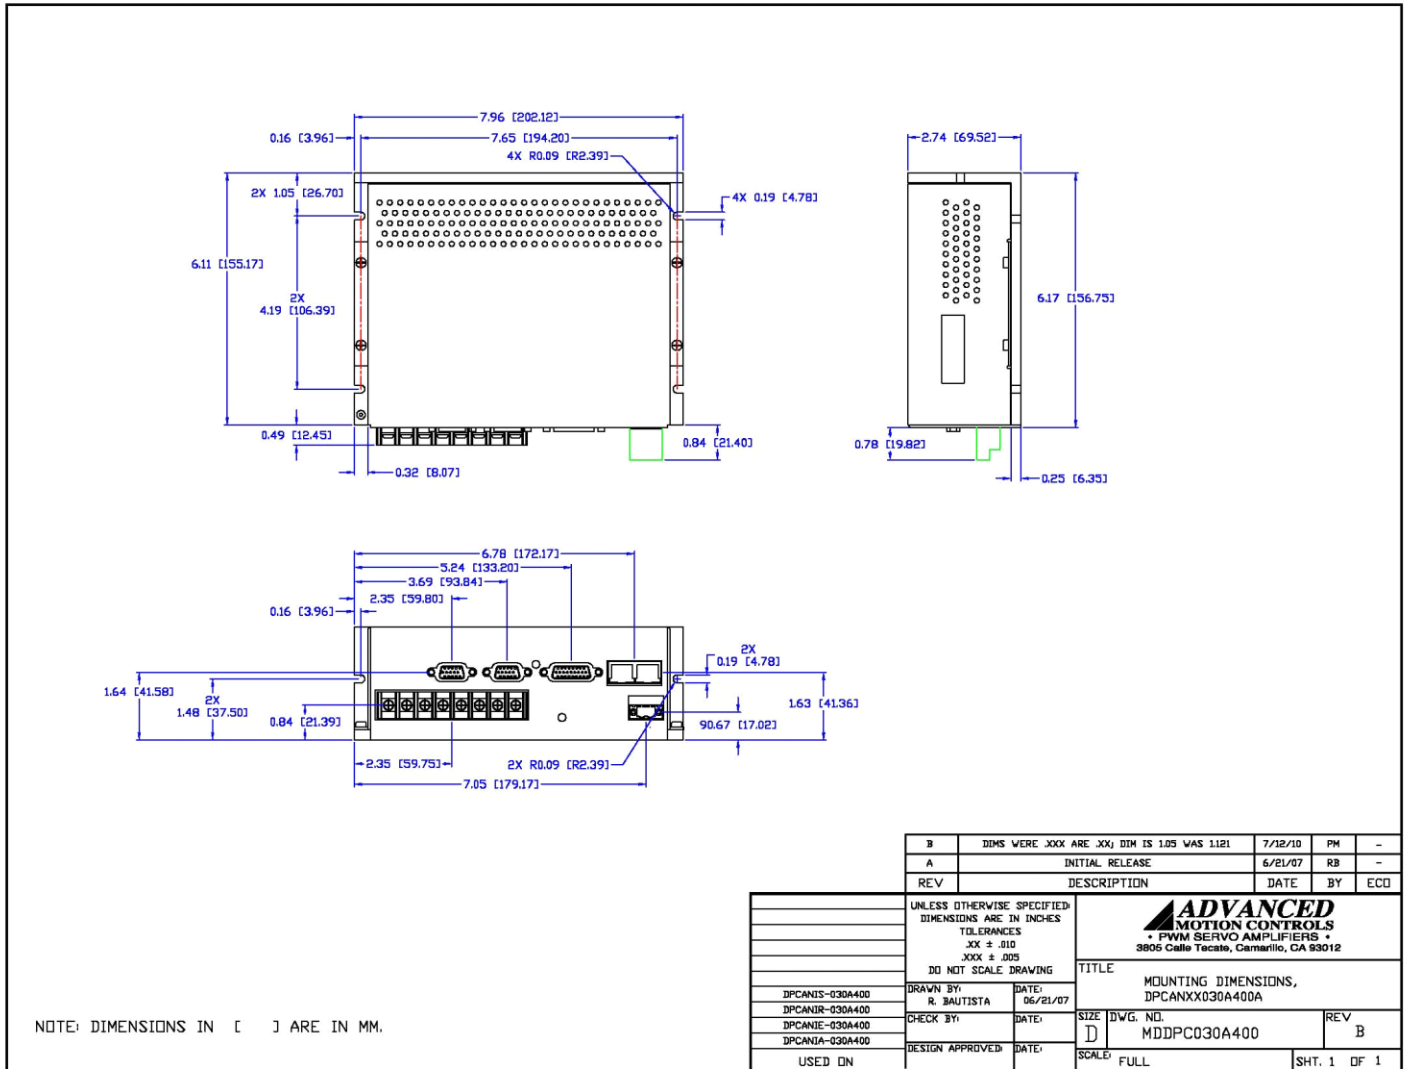 7.96 [202.12]
0.16 [3.96]
7.65 [194.20]
4X R0.09 [R2.39]
2X 1.05 [26.70]
4X 0.19 [4.78]
6.11 [155.17]
2X
4.19 [106.39]
0.49 [12.45]
0.84 [21.40]
0.32 [8.07]
2.74 [69.52]
6.17 [156.75]
0.78 [19.82]
0.25 [6.35]
6.78 [172.17]
5.24 [133.20]
3.69 [93.84]
2.35 [59.80]
0.16 [3.96]
2X
0.19 [4.78]
1.64 [41.58]
2X
1.48 [37.50]
0.84 [21.39]
1.63 [41.36]
90.67 [17.02]
2.35 [59.75]
2X R0.09 [R2.39]
7.05 [179.17]
NOTE: DIMENSIONS IN [ ] ARE IN MM.
B DIMS WERE .XXX ARE .XX; DIM IS 1.05 WAS 1.121 7/12/10 PM -
A INITIAL RELEASE 6/21/07 RB -
REV DESCRIPTION DATE BY ECO
UNLESS OTHERWISE SPECIFIED:
DIMENSIONS ARE IN INCHES
TOLERANCES
.XX ± .010
.XXX ± .005
DO NOT SCALE DRAWING
ADVANCED
MOTION CONTROLS
• PWM SERVO AMPLIFIERS •
3805 Calle Tecate, Camarillo, CA 93012
TITLE
MOUNTING DIMENSIONS,
DPCANXX030A400A
DPCANIS-030A400
DPCANIR-030A400
DPCANIE-030A400
DPCANIA-030A400
USED ON
DRAWN BY: DATE:
R. BAUTISTA 06/21/07
CHECK BY: DATE:
DESIGN APPROVED: DATE:
SIZE DWG. NO. REV
D MDDPC030A400 B
SCALE: FULL SHT. 1 OF 1